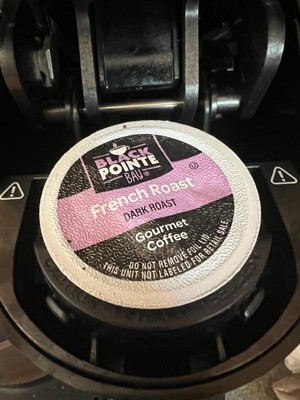 BLACK
POINTE
BAY®
French Roast
DARK ROAST
Gourmet
Coffee
DO NOT REMOVE FOIL LID.
THIS UNIT NOT LABELED FOR RETAIL SALE.